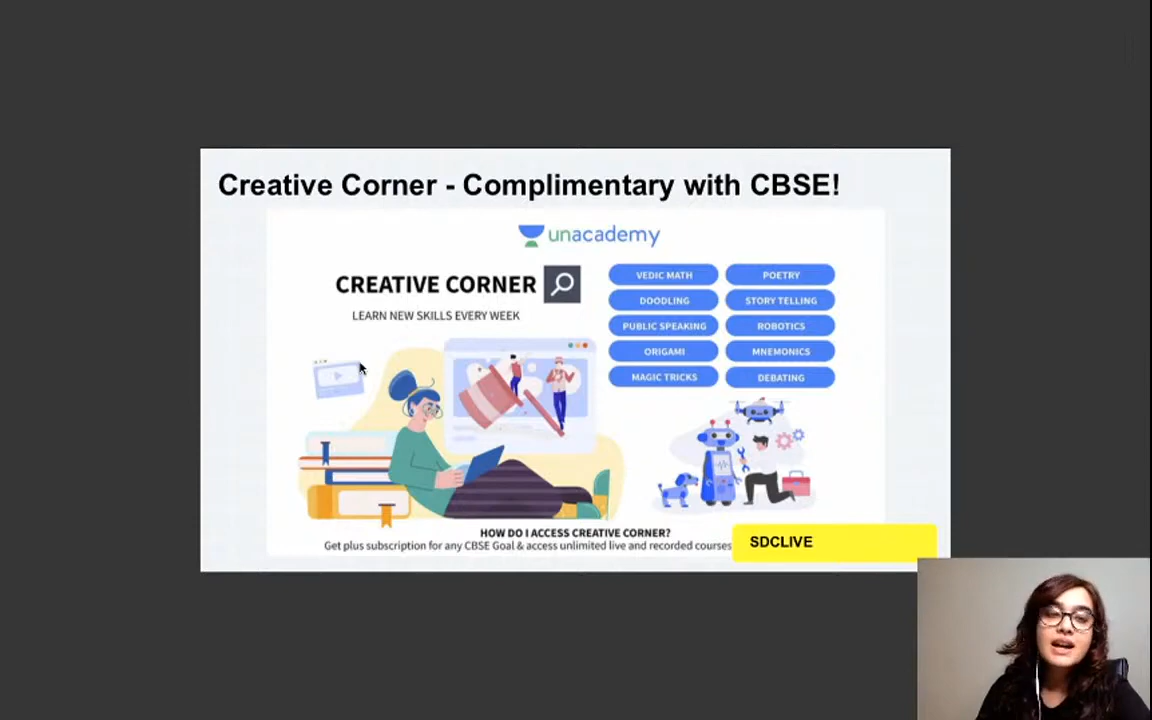 Creative Corner - Complimentary with CBSE!
unacademy
CREATIVE CORNER
LEARN NEW SKILLS EVERY WEEK
VEDIC MATH
POETRY
DOODLING
STORY TELLING
PUBLIC SPEAKING
ROBOTICS
ORIGAMI
MNEMONICS
MAGIC TRICKS
DEBATING
HOW DO I ACCESS CREATIVE CORNER?
Get plus subscription for any CBSE Goal & access unlimited live and recorded courses
SDCLIVE